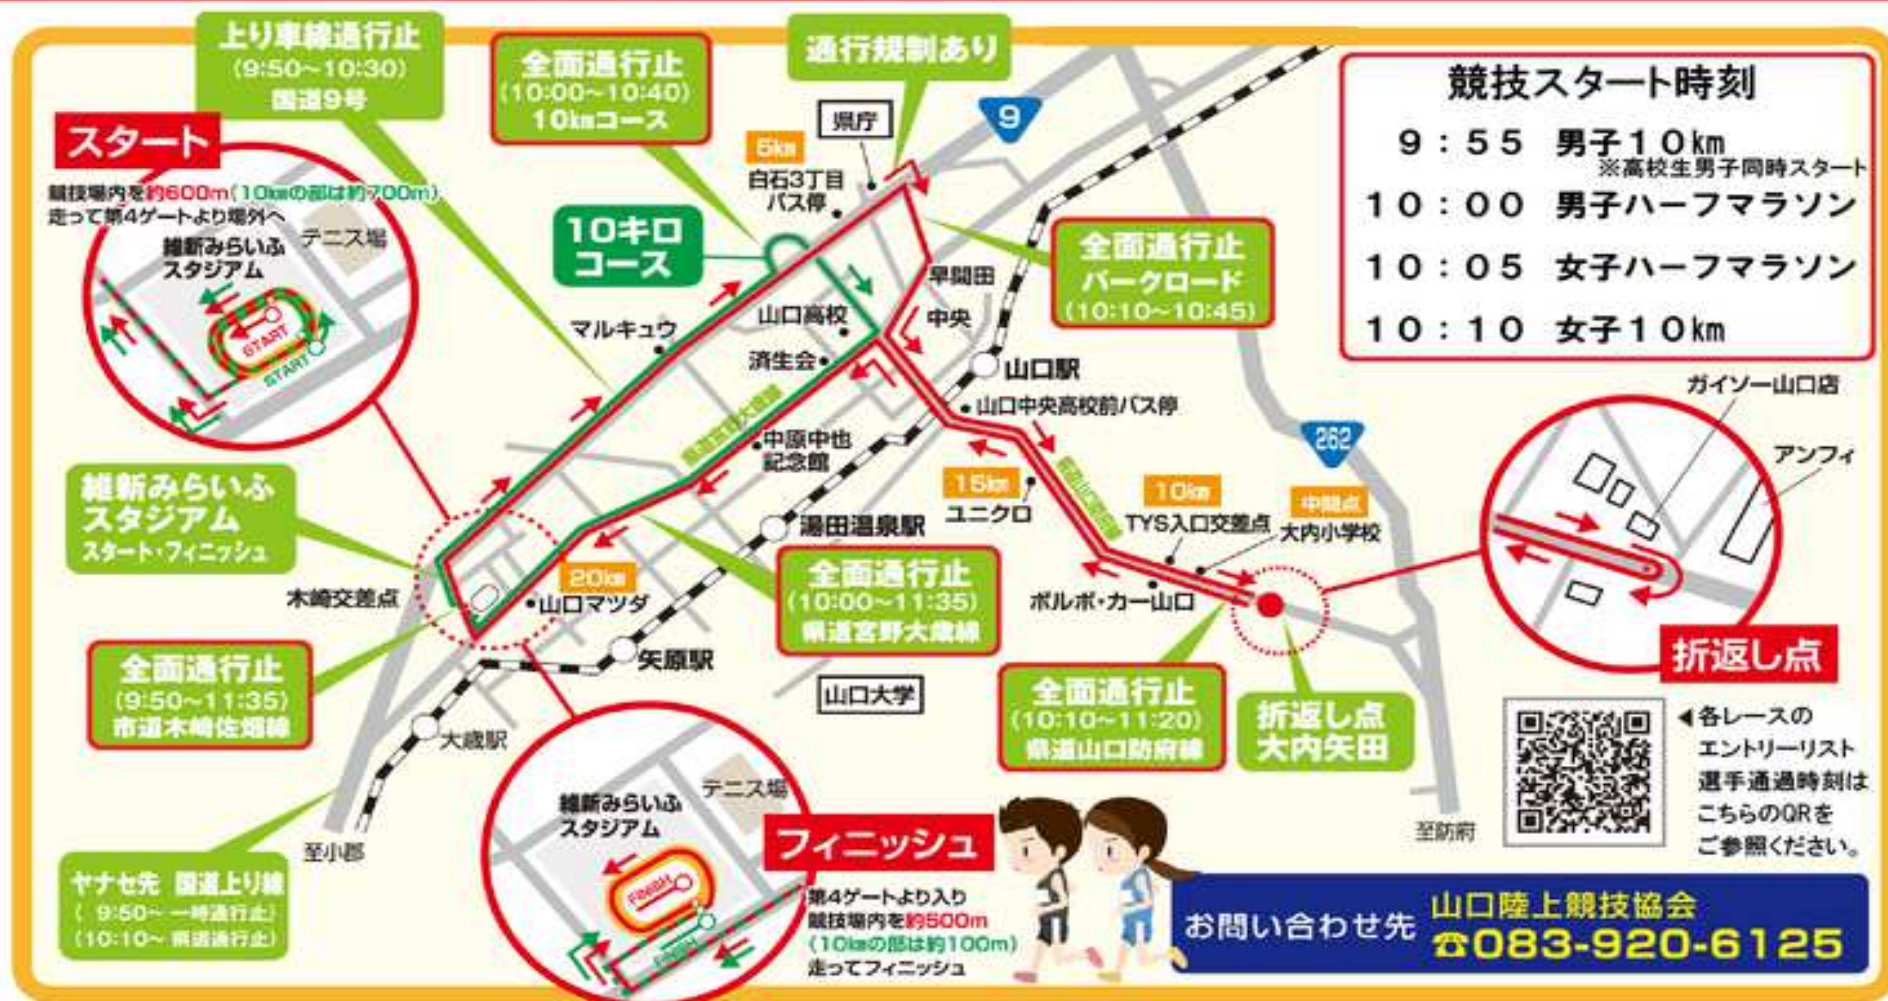 上り車線通行止
(9:50～10:30)
国道9号
全面通行止
(10:00～10:40)
10kmコース
通行規制あり
県庁
9
競技スタート時刻
9：55 男子10km
※高校生男子同時スタート
10：00 男子ハーフマラソン
10：05 女子ハーフマラソン
10：10 女子10km
スタート
競技場内を約600m(10kmの部は約700m)
走って第4ゲートより場外へ
維新みらいふ
スタジアム
テニス場
START
START
5km
白石3丁目
バス停
10キロ
コース
全面通行止
パークロード
(10:10～10:45)
早間田
中央
マルキュウ
山口高校
済生会
山口駅
山口中央高校前バス停
県道宮野大歳線
中原中也
記念館
262
ガイソー山口店
アンフィ
維新みらいふ
スタジアム
スタート・フィニッシュ
15km
ユニクロ
10km
TYS入口交差点
中間点
大内小学校
湯田温泉駅
木崎交差点
20km
山口マツダ
全面通行止
(10:00～11:35)
県道宮野大歳線
ボルボ・カー山口
折返し点
矢原駅
全面通行止
(9:50～11:35)
市道木崎佐畑線
山口大学
全面通行止
(10:10～11:20)
県道山口防府線
折返し点
大内矢田
大歳駅
◀各レースの
エントリーリスト
選手通過時刻は
こちらのQRを
ご参照ください。
至小郡
至防府
維新みらいふ
スタジアム
テニス場
FINISH
FINISH
フィニッシュ
第4ゲートより入り
競技場内を約500m
(10kmの部は約100m)
走ってフィニッシュ
ヤナセ先 国道上り線
( 9:50～ 一時通行止)
(10:10～ 県道通行止)
お問い合わせ先
山口陸上競技協会
☎083-920-6125